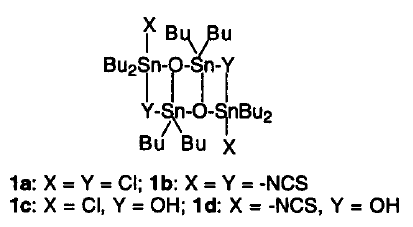 X
Bu Bu
Bu2Sn-O-Sn-Y
Y-Sn-O-SnBu2
Bu Bu X
1a: X = Y = Cl; 1b: X = Y = -NCS
1c: X = Cl, Y = OH; 1d: X = -NCS, Y = OH